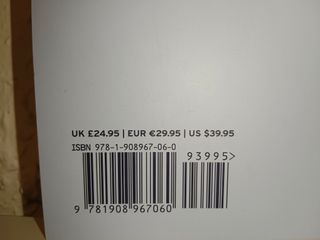 UK £24.95 | EUR €29.95 | US $39.95
ISBN 978-1-908967-06-0
93995>
9 781908 967060